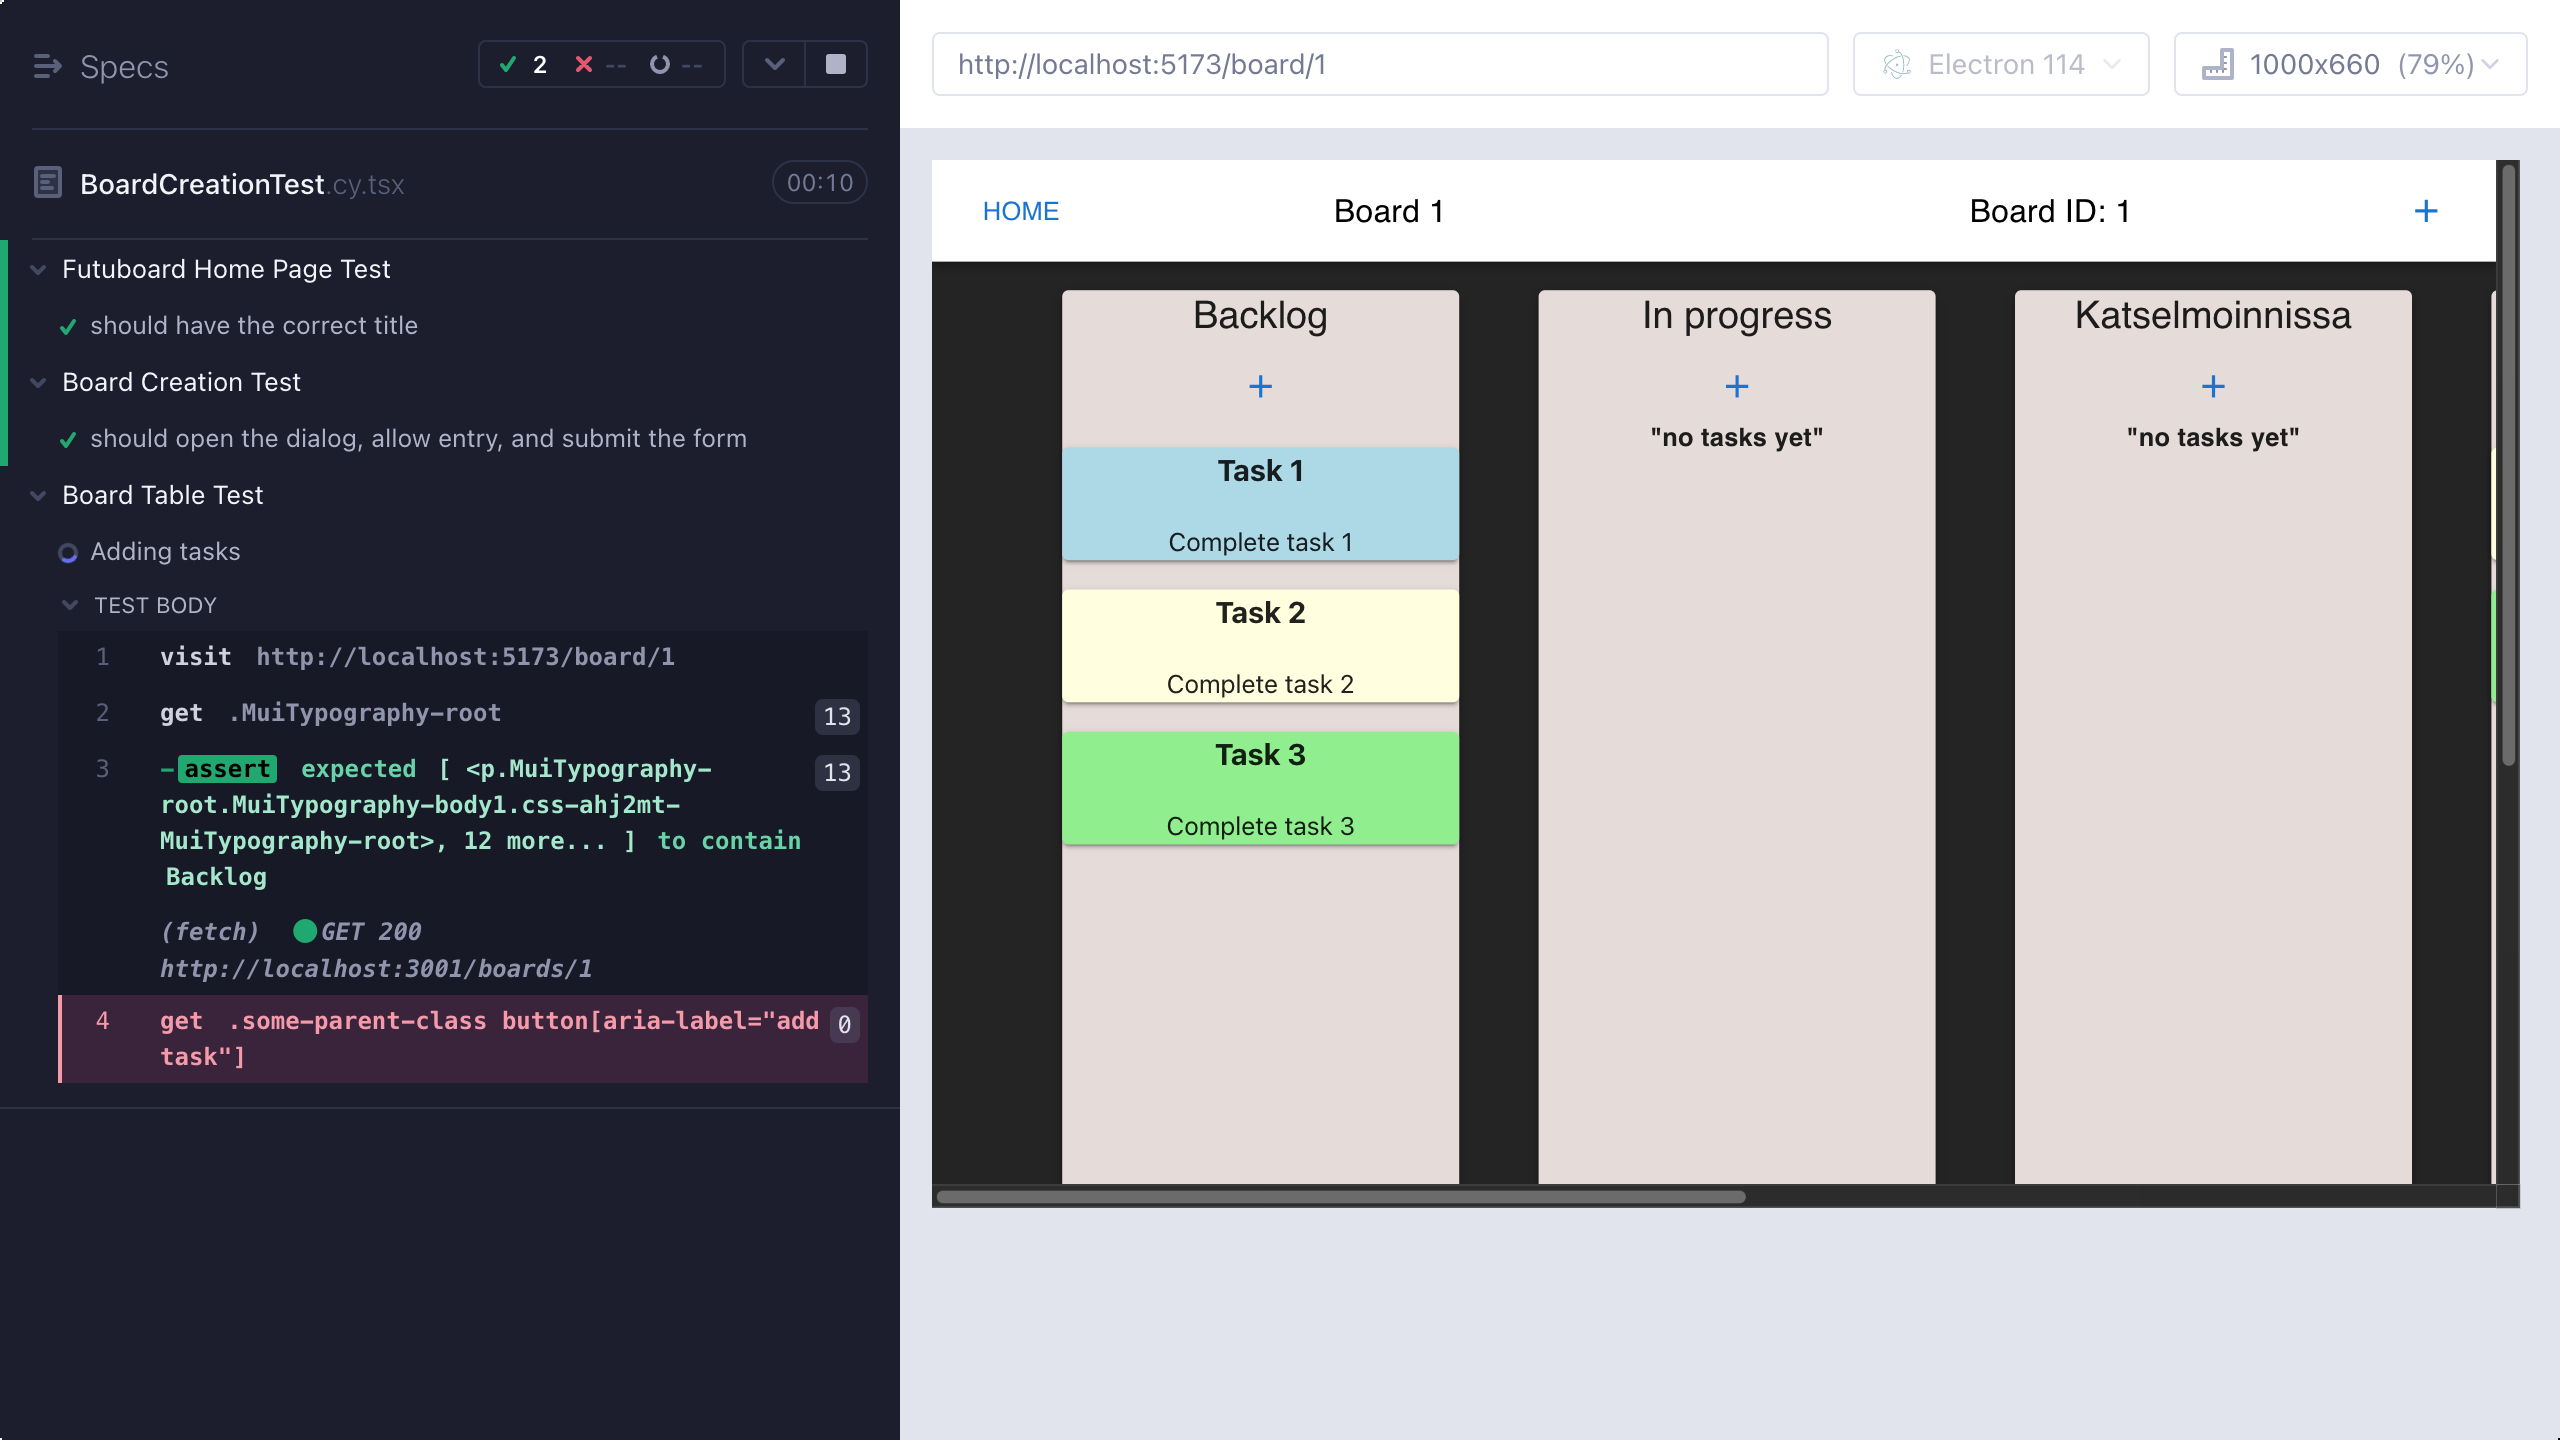 Specs
2
--
--
BoardCreationTest.cy.tsx
00:10
Futuboard Home Page Test
should have the correct title
Board Creation Test
should open the dialog, allow entry, and submit the form
Board Table Test
Adding tasks
TEST BODY
1 visit http://localhost:5173/board/1
2 get .MuiTypography-root 13
3 -assert expected [ <p.MuiTypography- 13
root.MuiTypography-body1.css-ahj2mt-
MuiTypography-root>, 12 more... ] to contain
Backlog
(fetch) GET 200
http://localhost:3001/boards/1
4 get .some-parent-class button[aria-label="add 0
task"]
http://localhost:5173/board/1
Electron 114
1000x660 (79%)
HOME
Board 1
Board ID: 1
+
Backlog
+
Task 1
Complete task 1
Task 2
Complete task 2
Task 3
Complete task 3
In progress
+
"no tasks yet"
Katselmoinnissa
+
"no tasks yet"